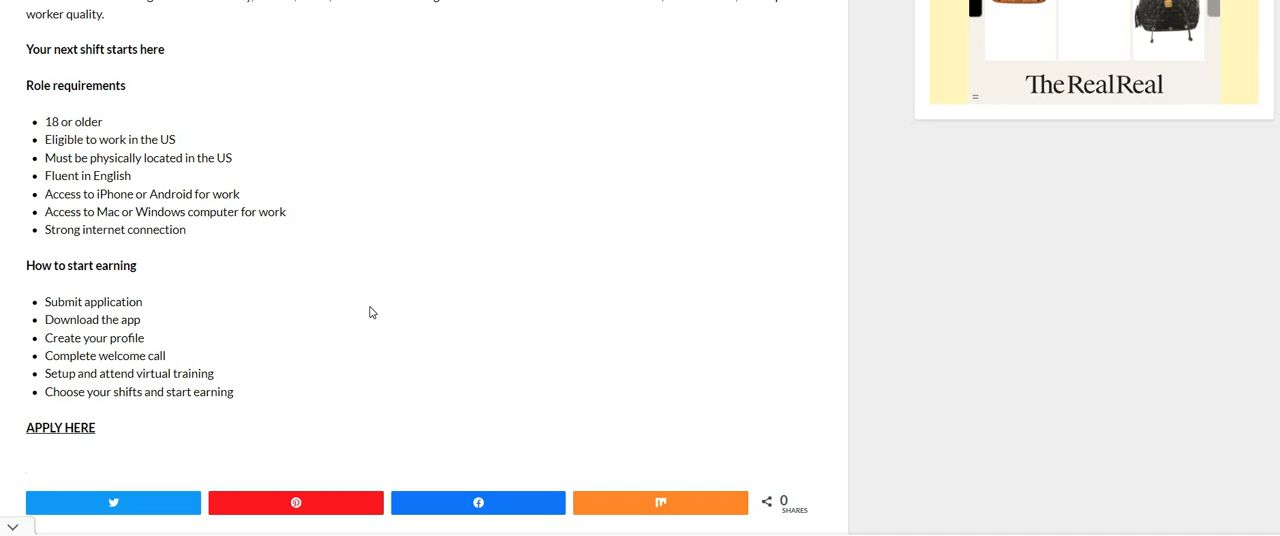 worker quality.
Your next shift starts here
Role requirements
• 18 or older
• Eligible to work in the US
• Must be physically located in the US
• Fluent in English
• Access to iPhone or Android for work
• Access to Mac or Windows computer for work
• Strong internet connection
How to start earning
• Submit application
• Download the app
• Create your profile
• Complete welcome call
• Setup and attend virtual training
• Choose your shifts and start earning
APPLY HERE
0
SHARES
The RealReal